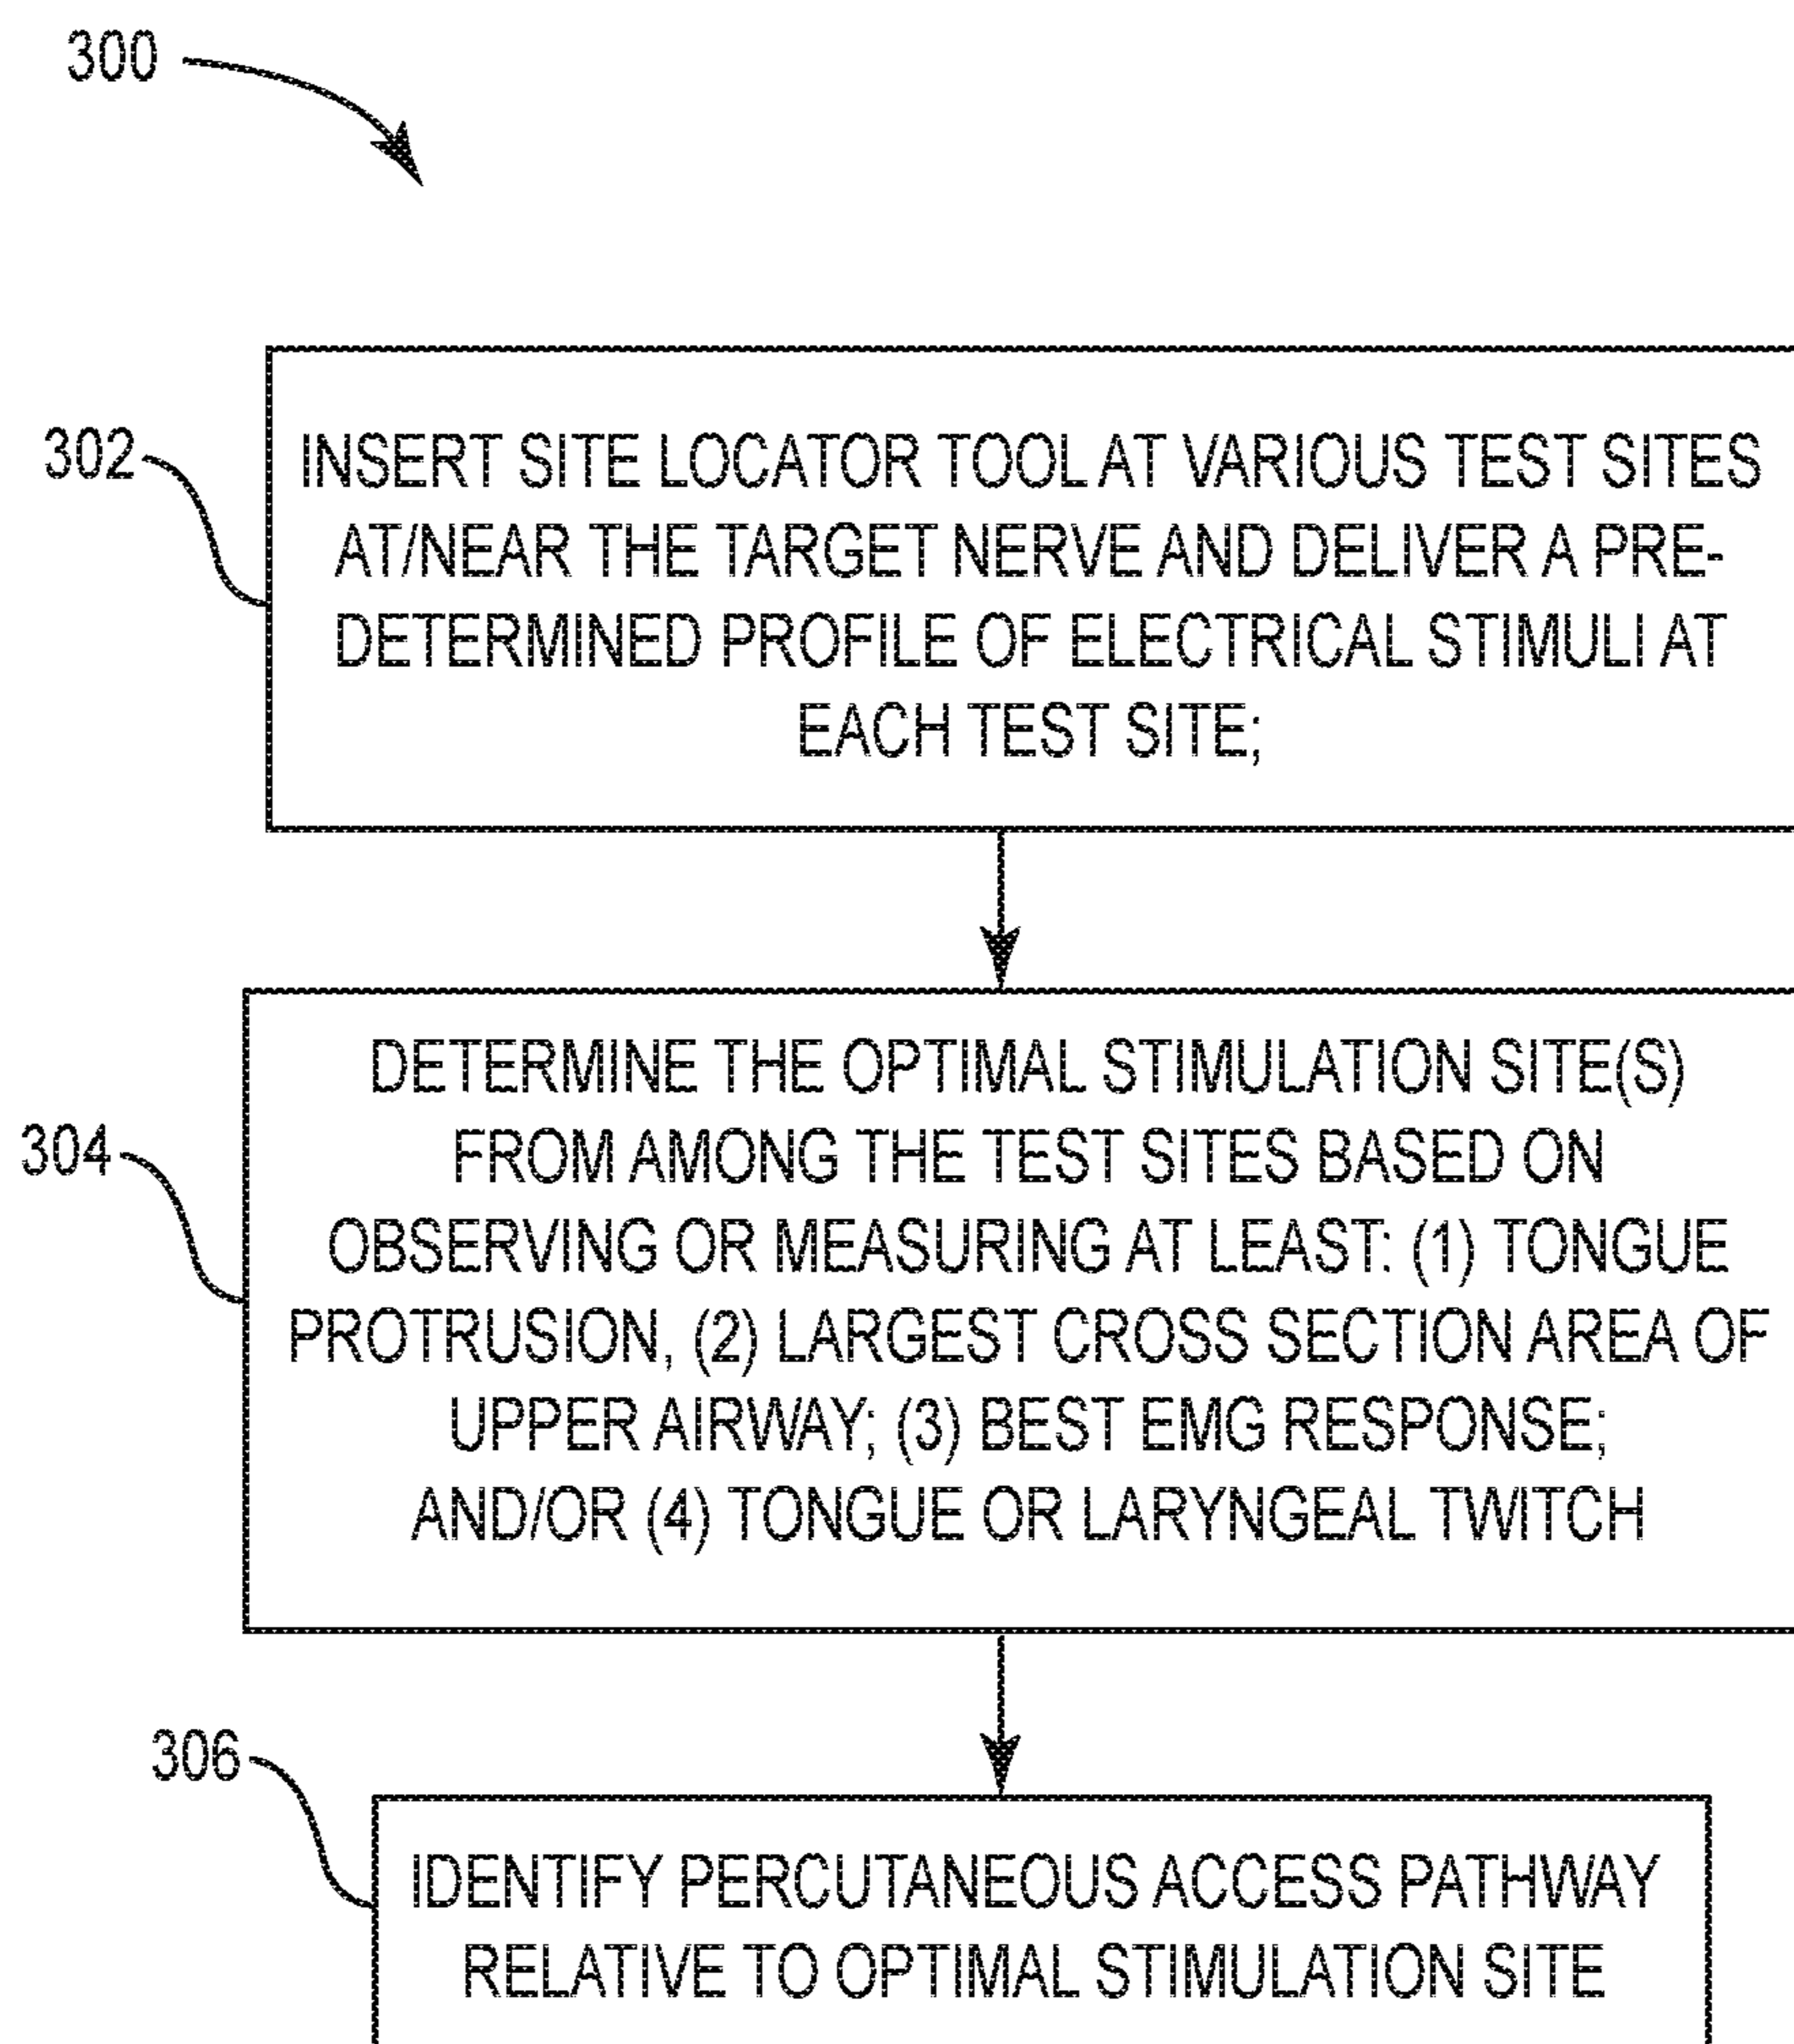 300
302
INSERT SITE LOCATOR TOOL AT VARIOUS TEST SITES
AT/NEAR THE TARGET NERVE AND DELIVER A PRE-
DETERMINED PROFILE OF ELECTRICAL STIMULI AT
EACH TEST SITE;
304
DETERMINE THE OPTIMAL STIMULATION SITE(S)
FROM AMONG THE TEST SITES BASED ON
OBSERVING OR MEASURING AT LEAST: (1) TONGUE
PROTRUSION, (2) LARGEST CROSS SECTION AREA OF
UPPER AIRWAY; (3) BEST EMG RESPONSE;
AND/OR (4) TONGUE OR LARYNGEAL TWITCH
306
IDENTIFY PERCUTANEOUS ACCESS PATHWAY
RELATIVE TO OPTIMAL STIMULATION SITE